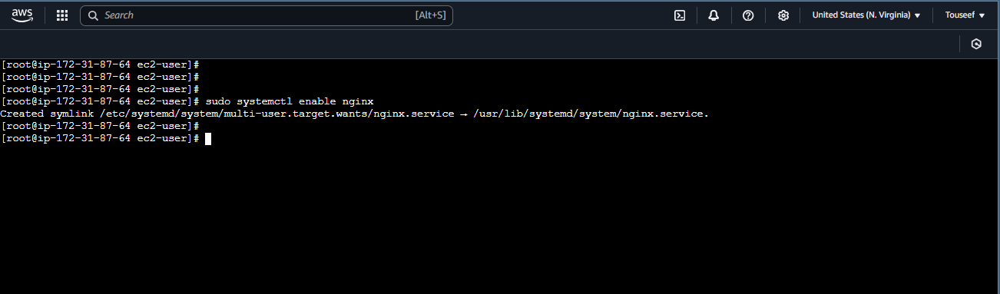 aws Search [Alt+S] United States (N. Virginia) ▼ Touseef ▼
[root@ip-172-31-87-64 ec2-user]#
[root@ip-172-31-87-64 ec2-user]#
[root@ip-172-31-87-64 ec2-user]#
[root@ip-172-31-87-64 ec2-user]# sudo systemctl enable nginx
Created symlink /etc/systemd/system/multi-user.target.wants/nginx.service → /usr/lib/systemd/system/nginx.service.
[root@ip-172-31-87-64 ec2-user]#
[root@ip-172-31-87-64 ec2-user]#